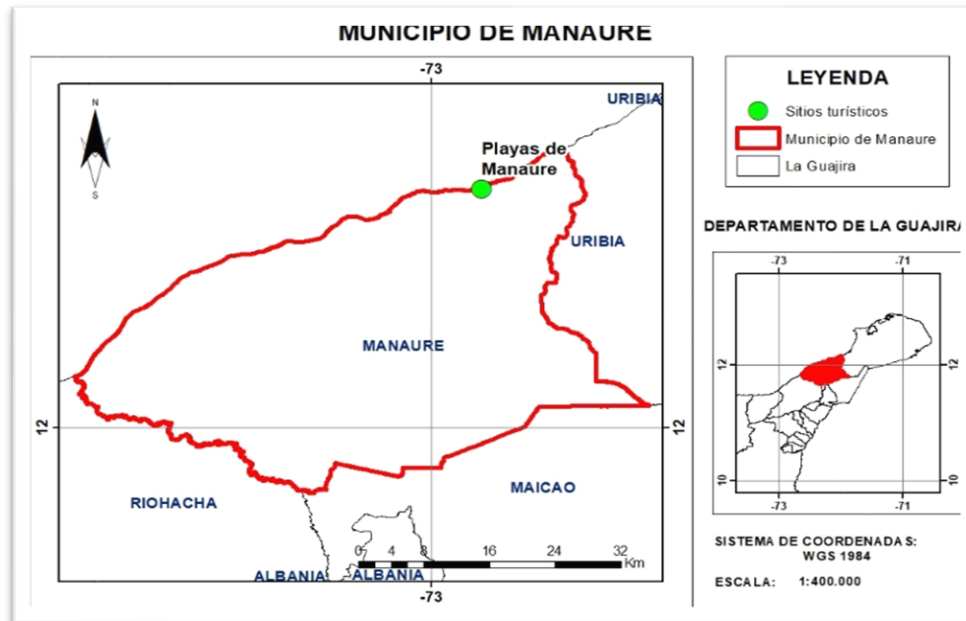 MUNICIPIO DE MANAURE
-73
URIBIA
N
S
Playas de
Manaure
URIBIA
MANAURE
12
12
RIOHACHA
MAICAO
0 4 8 16 24 32
Km
ALBANIA
ALBANIA
-73
LEYENDA
Sitios turísticos
Municipio de Manaure
La Guajira
DEPARTAMENTO DE LA GUAJIRA
-73
-71
12
12
10
10
-73
-71
SISTEMA DE COORDENADAS:
WGS 1984
ESCALA: 1:400.000